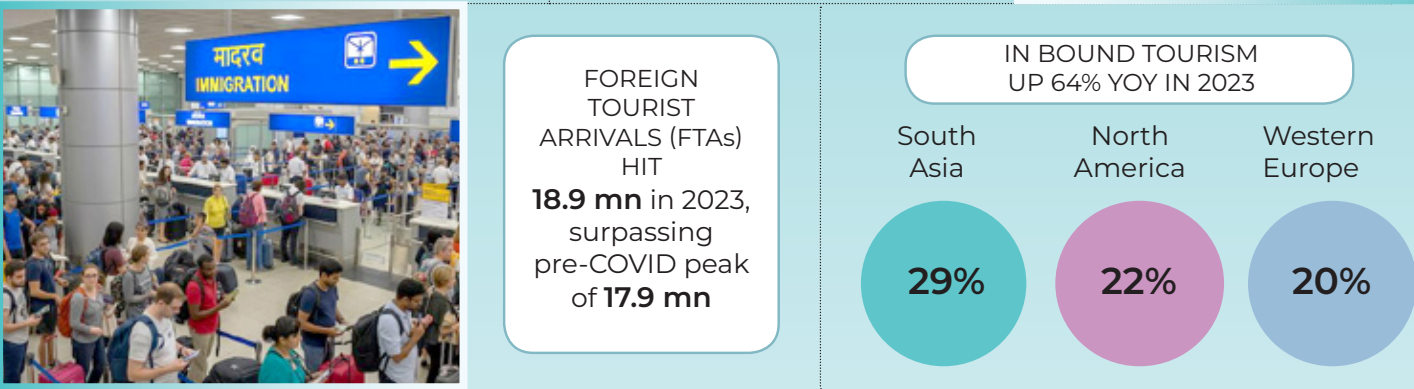 मादरव
IMMIGRATION
FOREIGN
TOURIST
ARRIVALS (FTAs)
HIT
18.9 mn in 2023,
surpassing
pre-COVID peak
of 17.9 mn
IN BOUND TOURISM
UP 64% YOY IN 2023
South
Asia
North
America
Western
Europe
29%
22%
20%